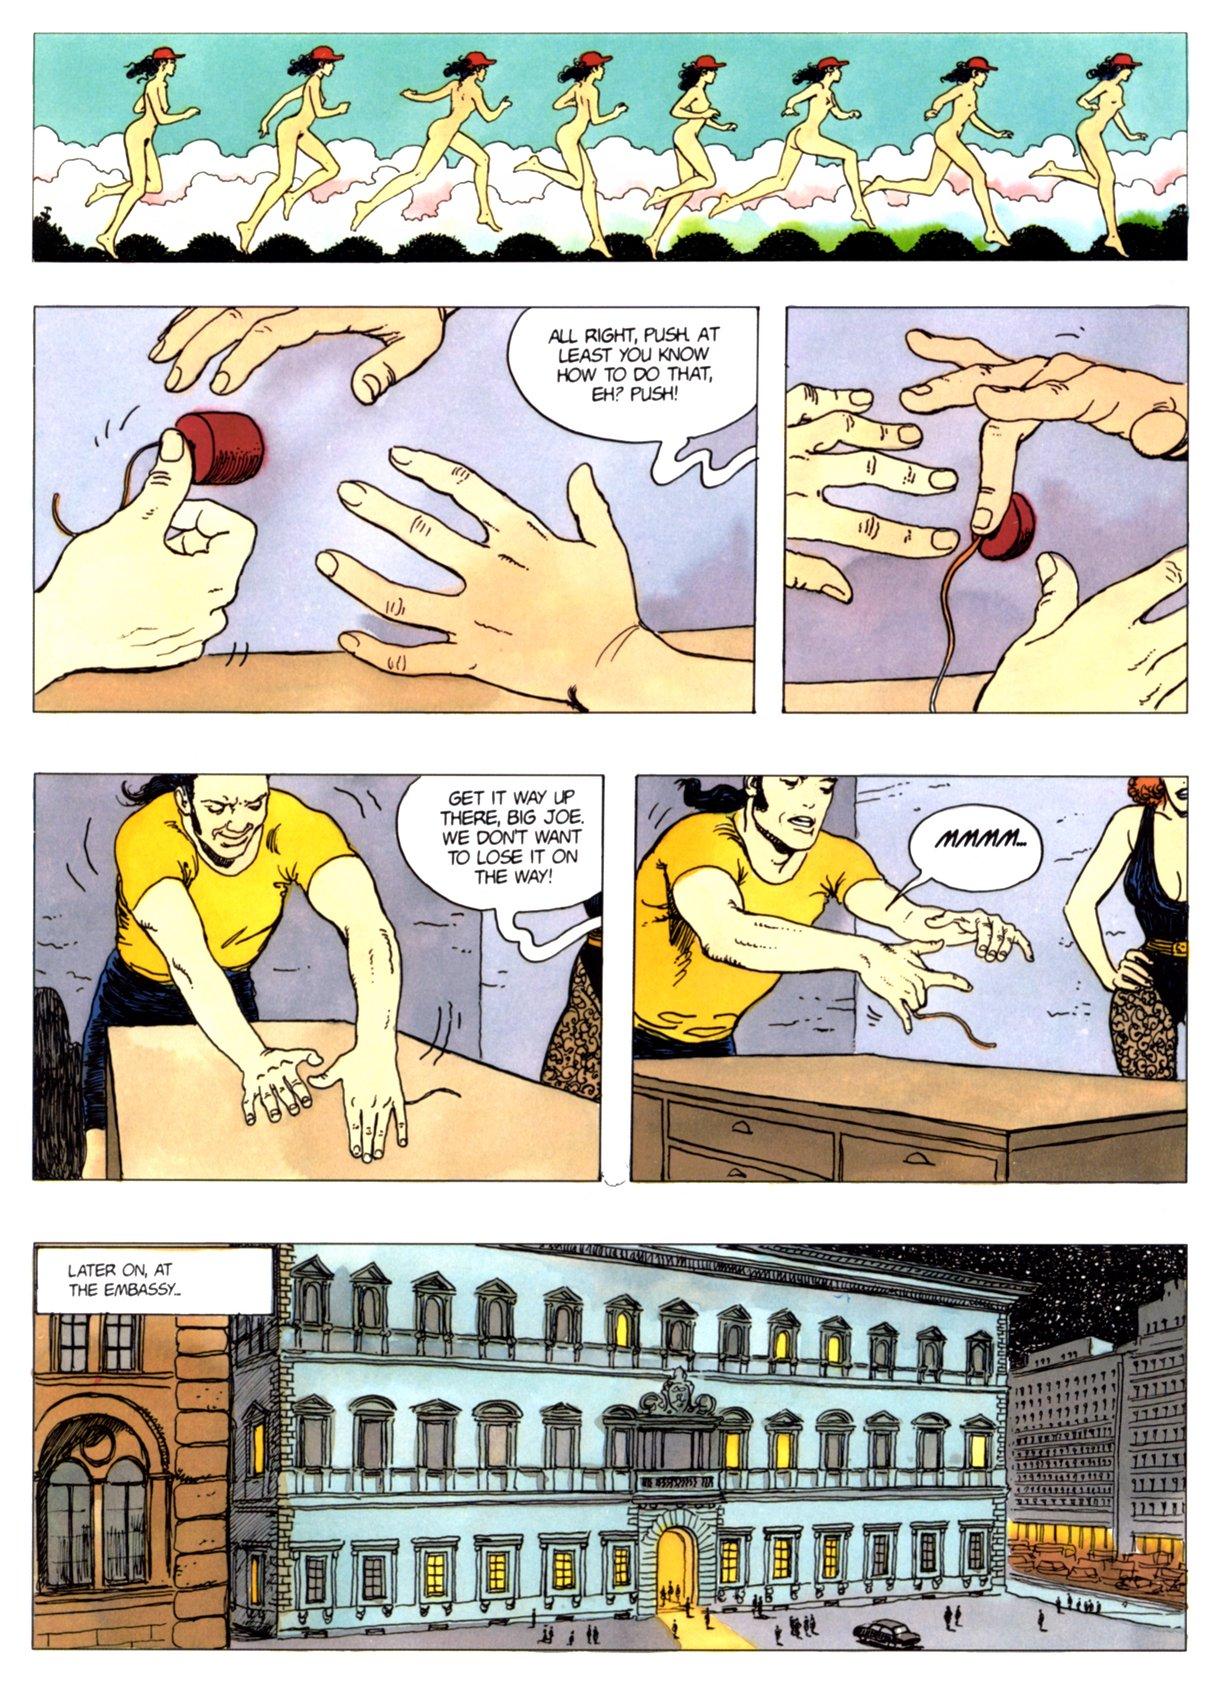 ALL RIGHT, PUSH. AT
LEAST YOU KNOW
HOW TO DO THAT,
EH? PUSH!
GET IT WAY UP
THERE, BIG JOE.
WE DON'T WANT
TO LOSE IT ON
THE WAY!
MMMM...
LATER ON, AT
THE EMBASSY...